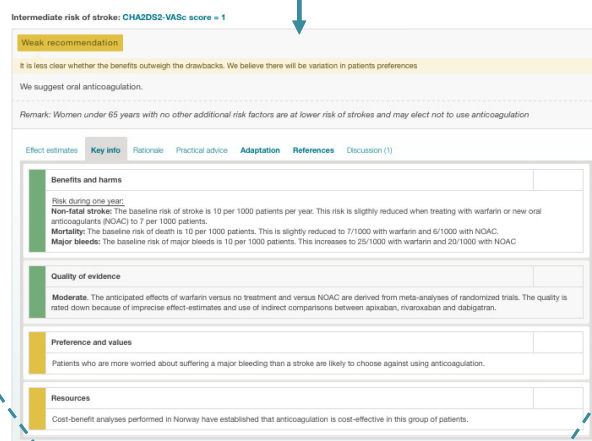 Intermediate risk of stroke: CHA2DS2-VASc score = 1
Weak recommendation
It is less clear whether the benefits outweigh the drawbacks. We believe there will be variation in patients preferences
We suggest oral anticoagulation.
Remark: Women under 65 years with no other additional risk factors are at lower risk of strokes and may elect not to use anticoagulation
Effect estimates Key info Rationale Practical advice Adaptation References Discussion (1)
Benefits and harms
Risk during one year:
Non-fatal stroke: The baseline risk of stroke is 10 per 1000 patients per year. This risk is sligthly reduced when treating with warfarin or new oral
anticoagulants (NOAC) to 7 per 1000 patients.
Mortality: The baseline risk of death is 10 per 1000 patients. This is slightly reduced to 7/1000 with warfarin and 6/1000 with NOAC.
Major bleeds: The baseline risk of major bleeds is 10 per 1000 patients. This increases to 25/1000 with warfarin and 20/1000 with NOAC
Quality of evidence
Moderate. The anticipated effects of warfarin versus no treatment and versus NOAC are derived from meta-analyses of randomized trials. The quality is
rated down because of imprecise effect-estimates and use of indirect comparisons between apixaban, rivaroxaban and dabigatran.
Preference and values
Patients who are more worried about suffering a major bleeding than a stroke are likely to choose against using anticoagulation.
Resources
Cost-benefit analyses performed in Norway have established that anticoagulation is cost-effective in this group of patients.